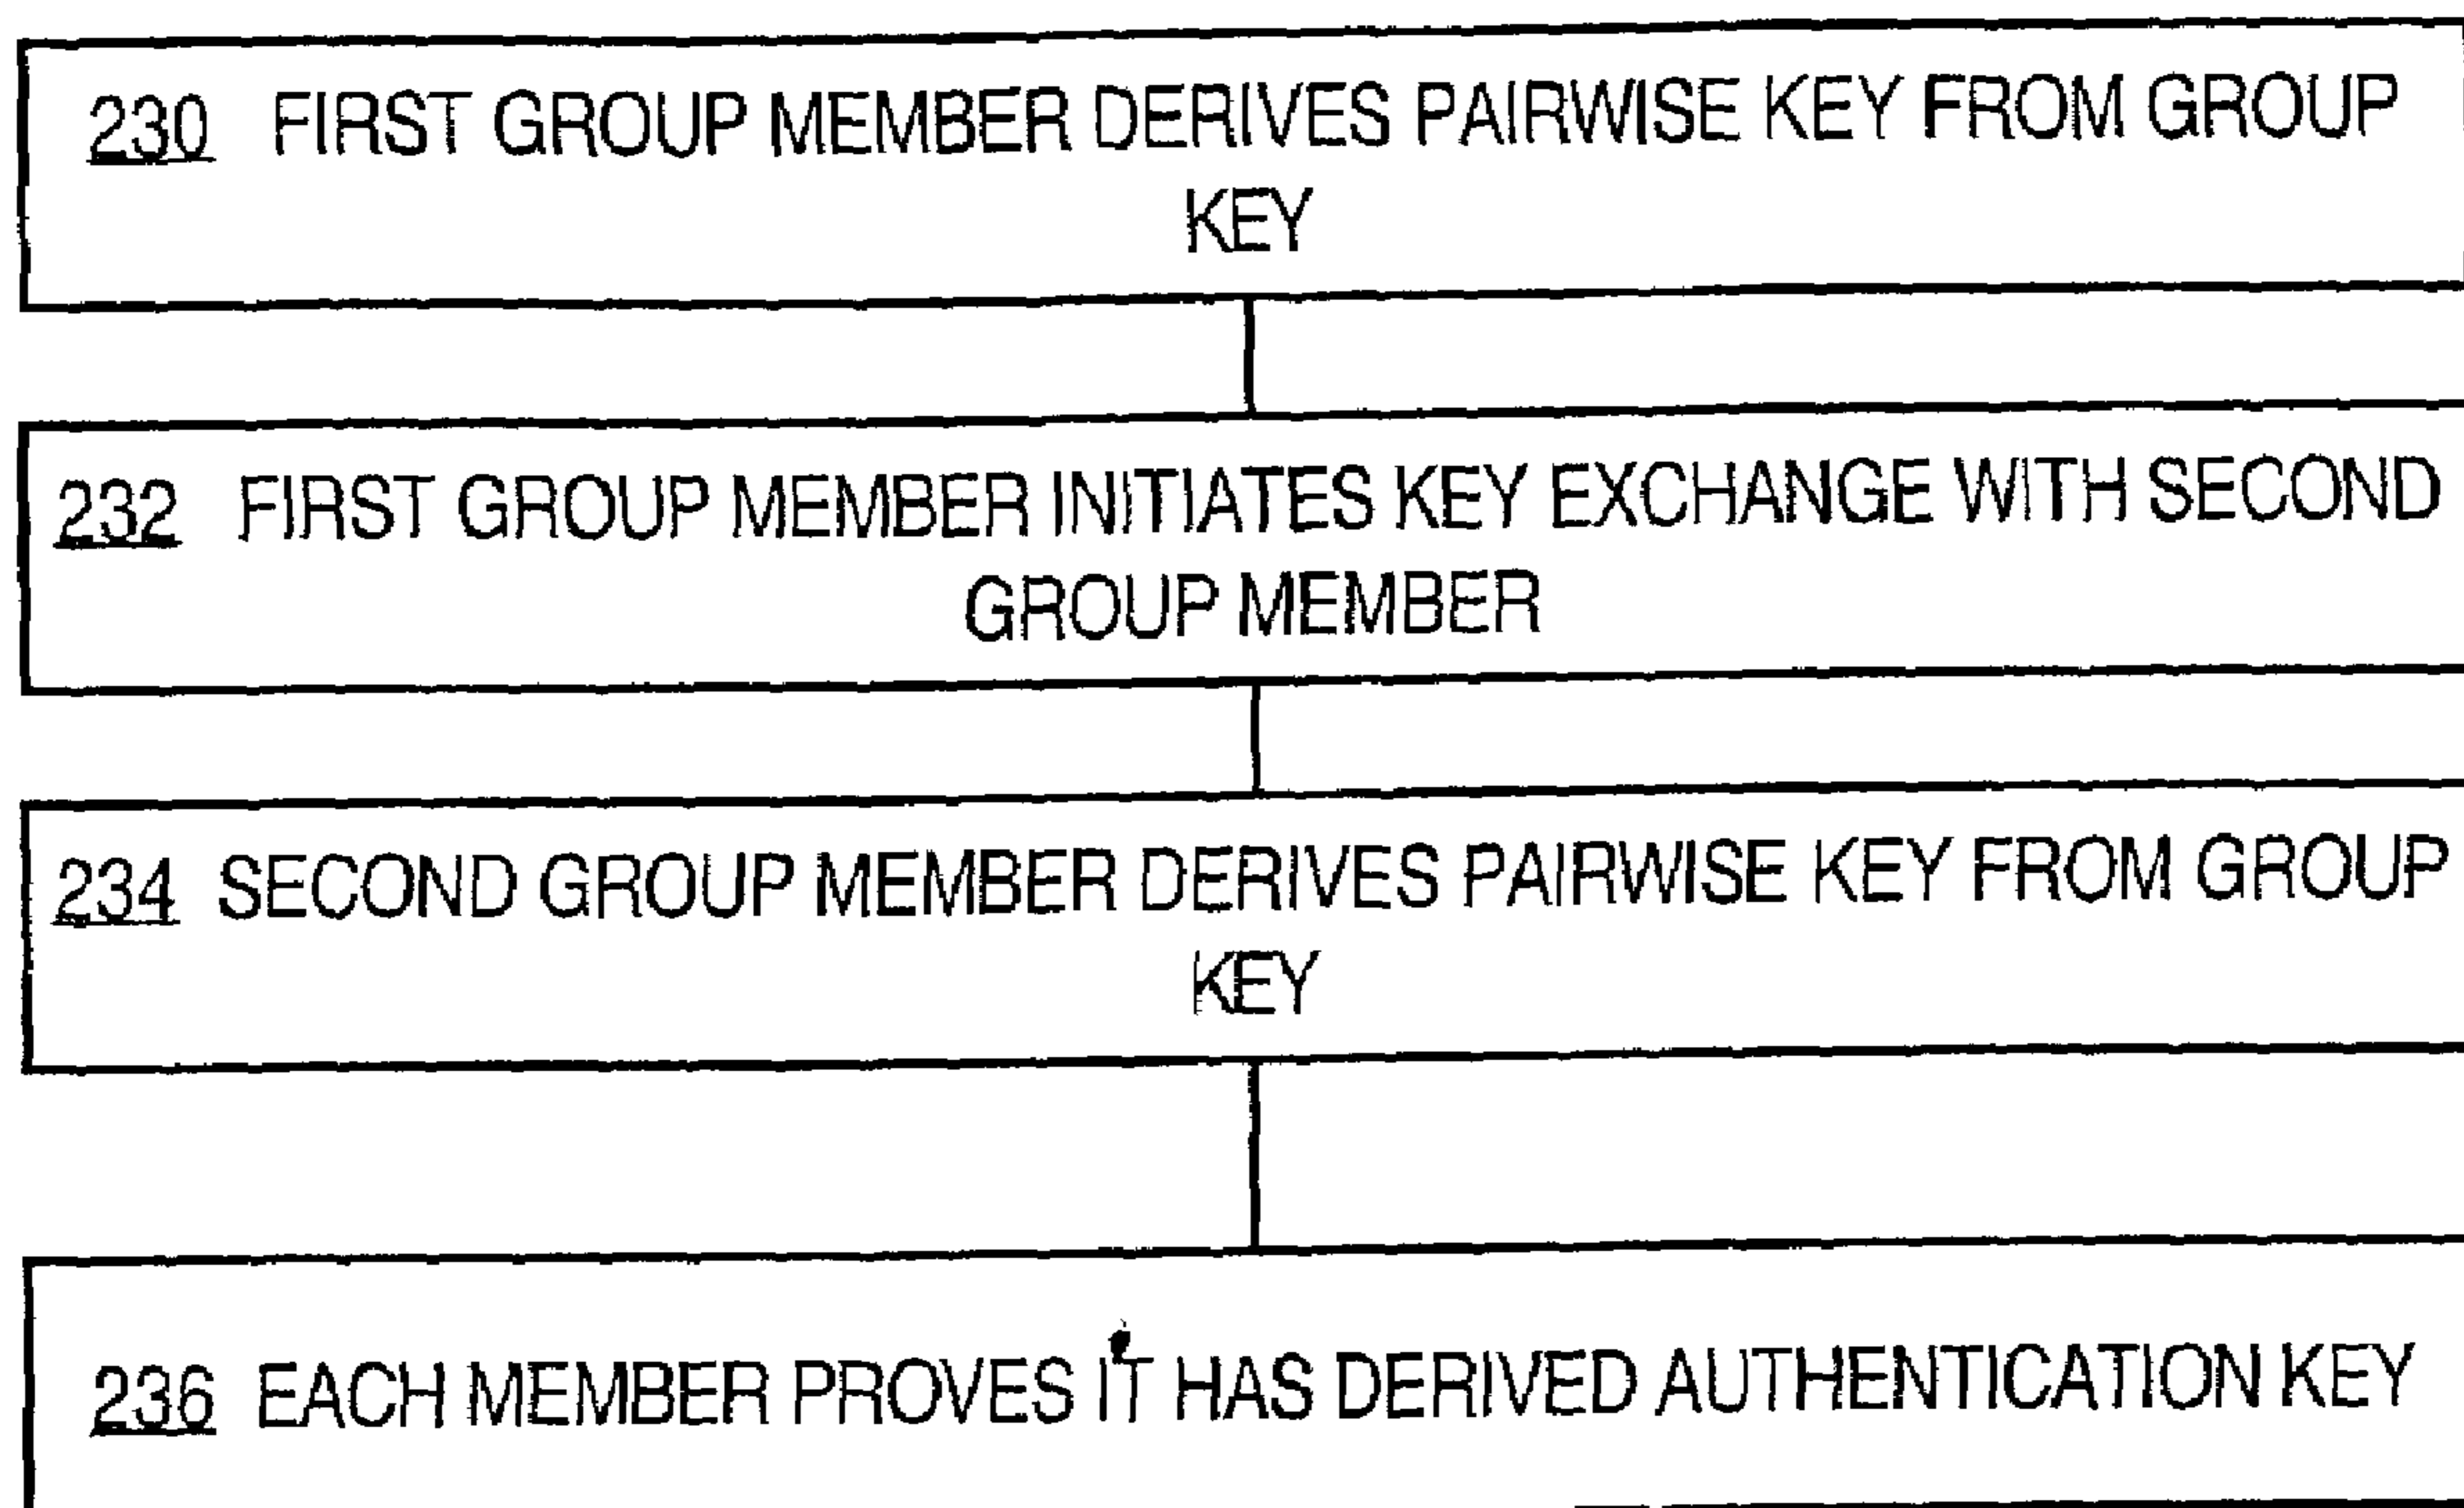 230 FIRST GROUP MEMBER DERIVES PAIRWISE KEY FROM GROUP
KEY
232 FIRST GROUP MEMBER INITIATES KEY EXCHANGE WITH SECOND
GROUP MEMBER
234 SECOND GROUP MEMBER DERIVES PAIRWISE KEY FROM GROUP
KEY
236 EACH MEMBER PROVES IT HAS DERIVED AUTHENTICATION KEY